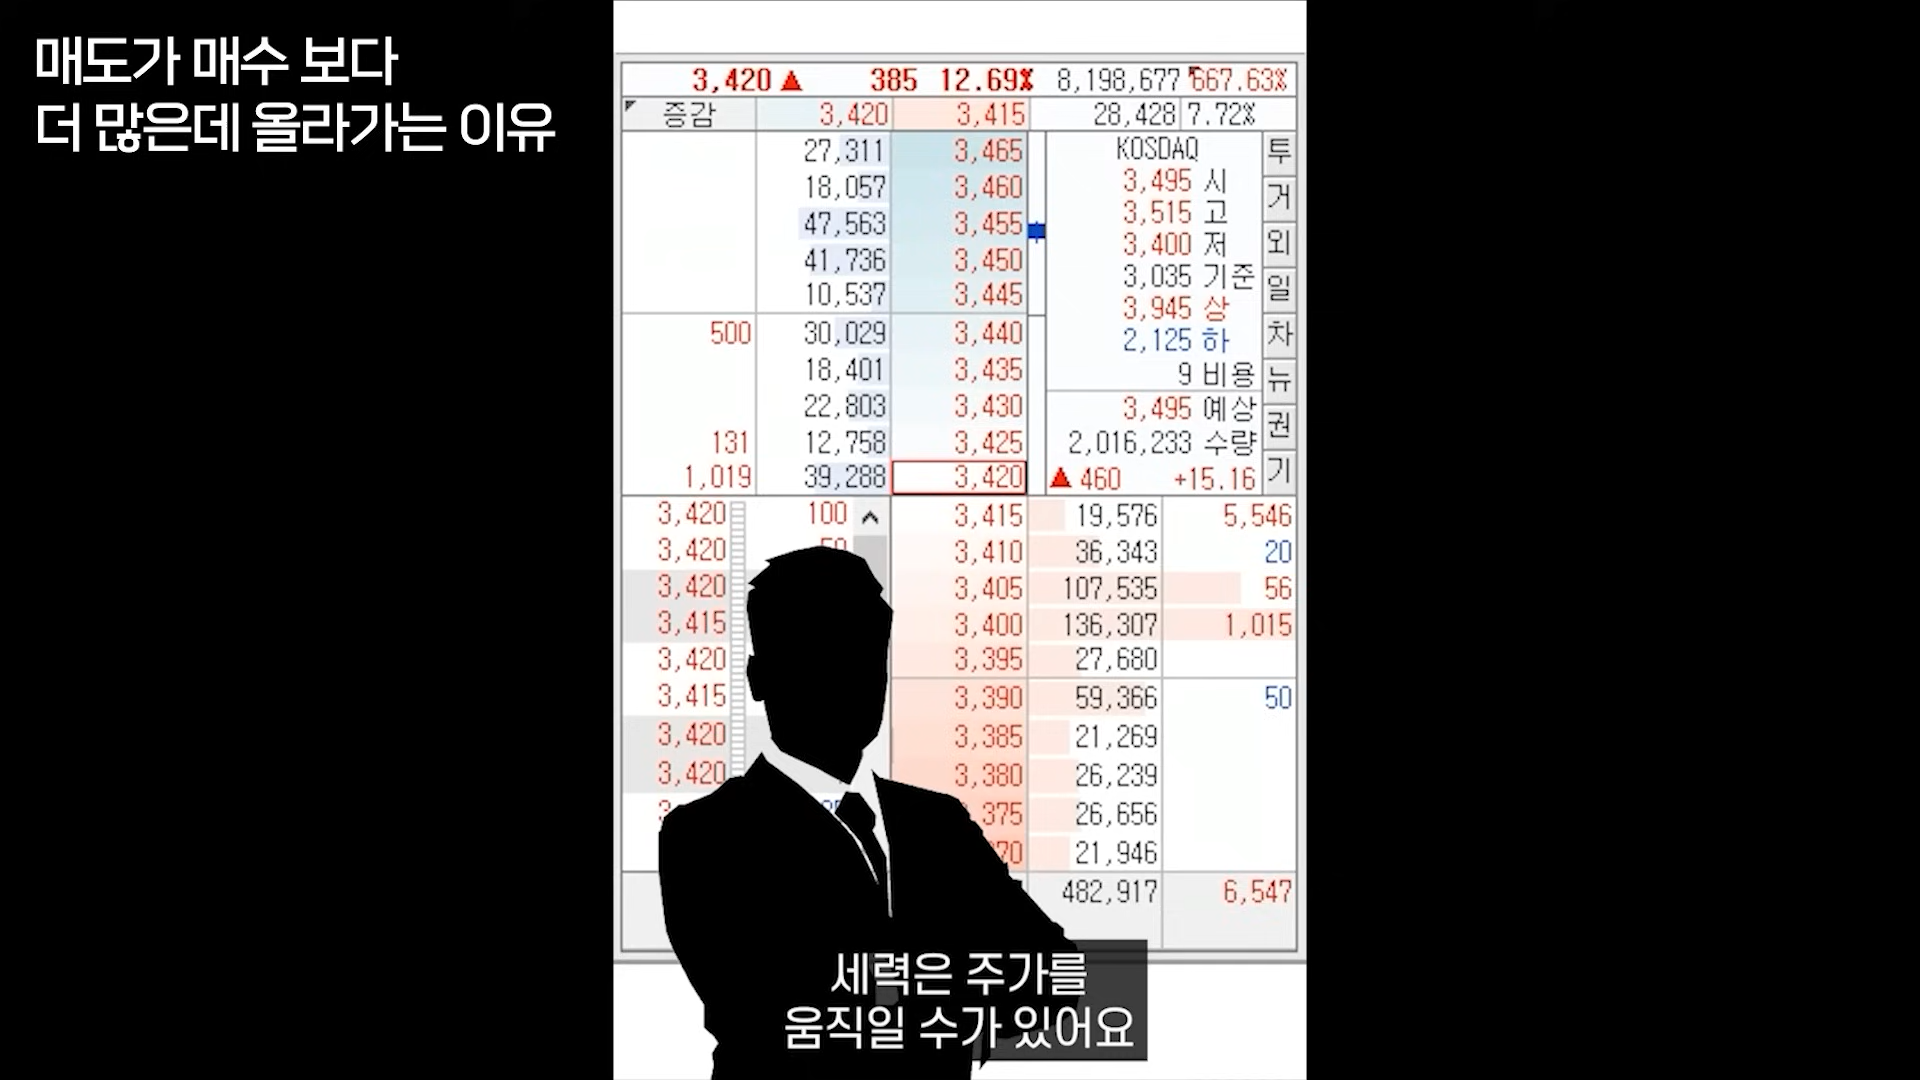 매도가 매수 보다
더 많은데 올라가는 이유
3,420 ▲ 385 12.69% 8,198,677 667.63%
증감 3,420 3,415 28,428 7.72%
27,311 3,465 KOSDAQ 투
18,057 3,460 3,495 시 거
47,563 3,455 3,515 고 외
41,736 3,450 3,400 저
3,035 기준
10,537 3,445 3,945 상 일
500 30,029 3,440 2,125 하 차
18,401 3,435 9 비용 뉴
22,803 3,430 3,495 예상 권
131 12,758 3,425 2,016,233 수량
1,019 39,288 3,420 ▲ 460 +15.16 기
3,420 100 3,415 19,576 5,546
3,420 50 3,410 36,343 20
3,420 3,405 107,535 56
3,415 3,400 136,307 1,015
3,420 3,395 27,680
3,415 3,390 59,366 50
3,420 3,385 21,269
3,420 3,380 26,239
375 26,656
70 21,946
482,917 6,547
세력은 주가를
움직일 수가 있어요